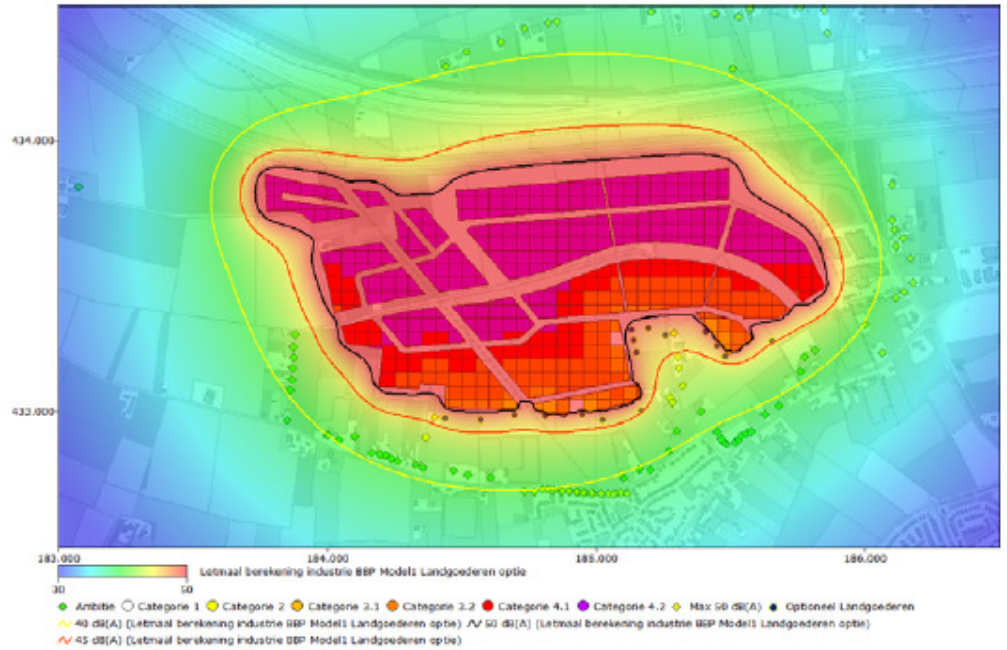 434.000
433.000
183.000 184.000 185.000 186.000
30 50 Letmaal berekening industrie BBP Model1 Landgoederen optie
Ambitie Categorie 1 Categorie 2 Categorie 3.1 Categorie 3.2 Categorie 4.1 Categorie 4.2 Max 50 dB(A) Optioneel Landgoederen
40 dB(A) (Letmaal berekening industrie BBP Model1 Landgoederen optie) 50 dB(A) (Letmaal berekening industrie BBP Model1 Landgoederen optie)
45 dB(A) (Letmaal berekening industrie BBP Model1 Landgoederen optie)